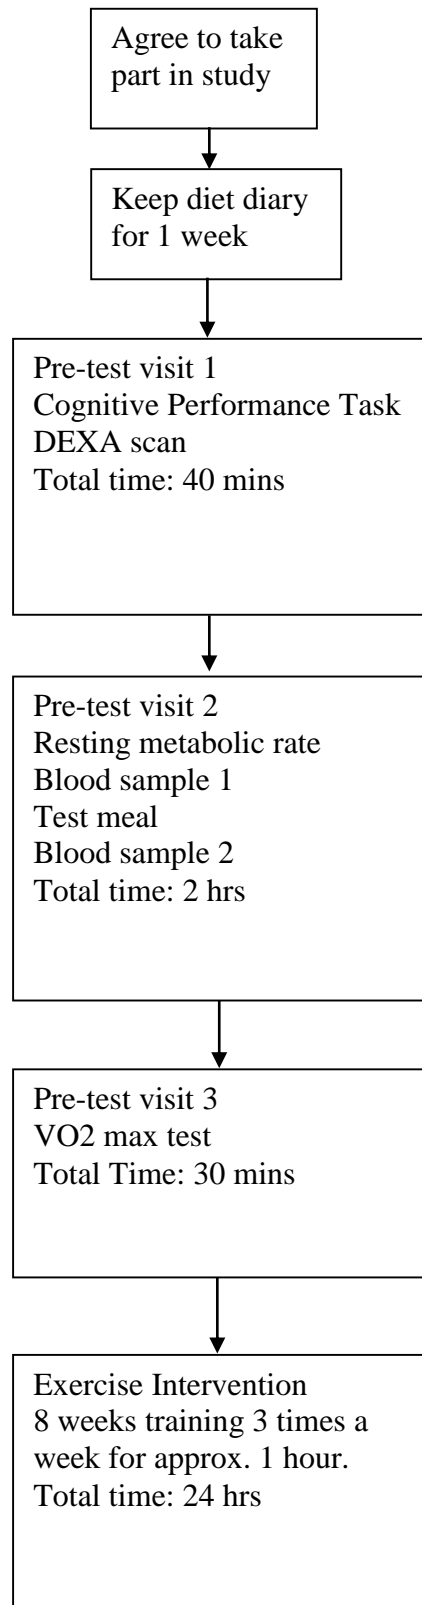 Agree to take
part in study
Keep diet diary
for 1 week
Pre-test visit 1
Cognitive Performance Task
DEXA scan
Total time: 40 mins
Pre-test visit 2
Resting metabolic rate
Blood sample 1
Test meal
Blood sample 2
Total time: 2 hrs
Pre-test visit 3
VO2 max test
Total Time: 30 mins
Exercise Intervention
8 weeks training 3 times a
week for approx. 1 hour.
Total time: 24 hrs